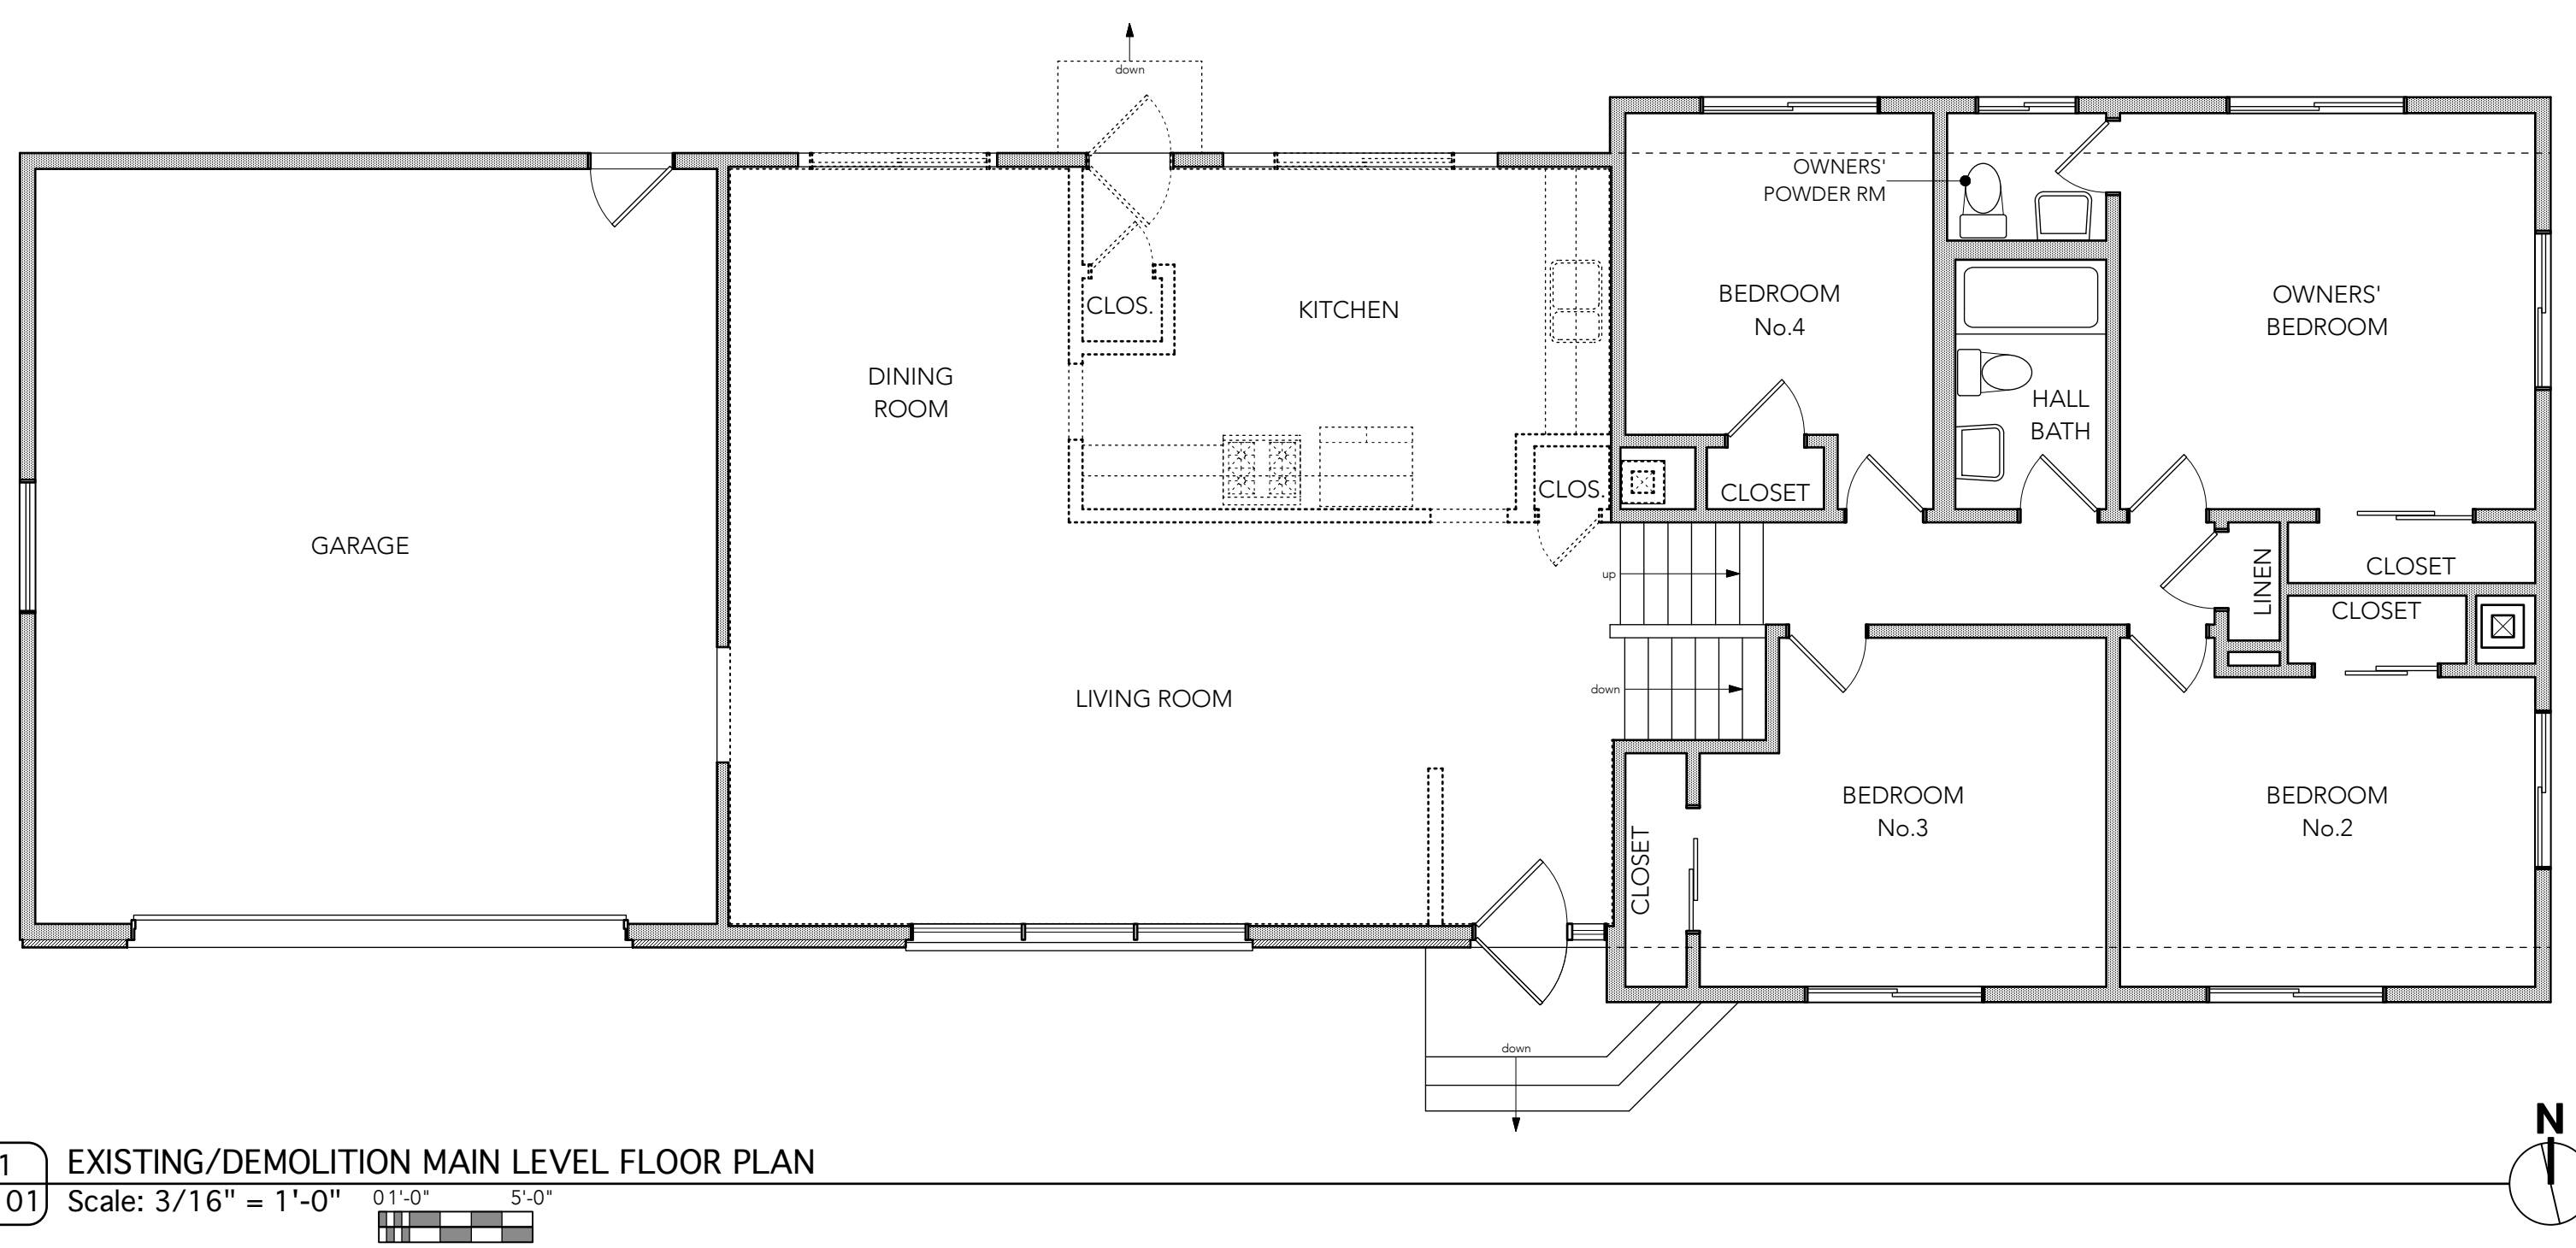 down
OWNERS'
POWDER RM
CLOS.
KITCHEN
BEDROOM
No.4
OWNERS'
BEDROOM
DINING
ROOM
HALL
BATH
CLOS.
CLOSET
GARAGE
up
LINEN
CLOSET
CLOSET
LIVING ROOM
down
BEDROOM
No.3
BEDROOM
No.2
CLOSET
down
N
1
EXISTING/DEMOLITION MAIN LEVEL FLOOR PLAN
01
Scale: 3/16" = 1'-0"
0 1'-0" 5'-0"